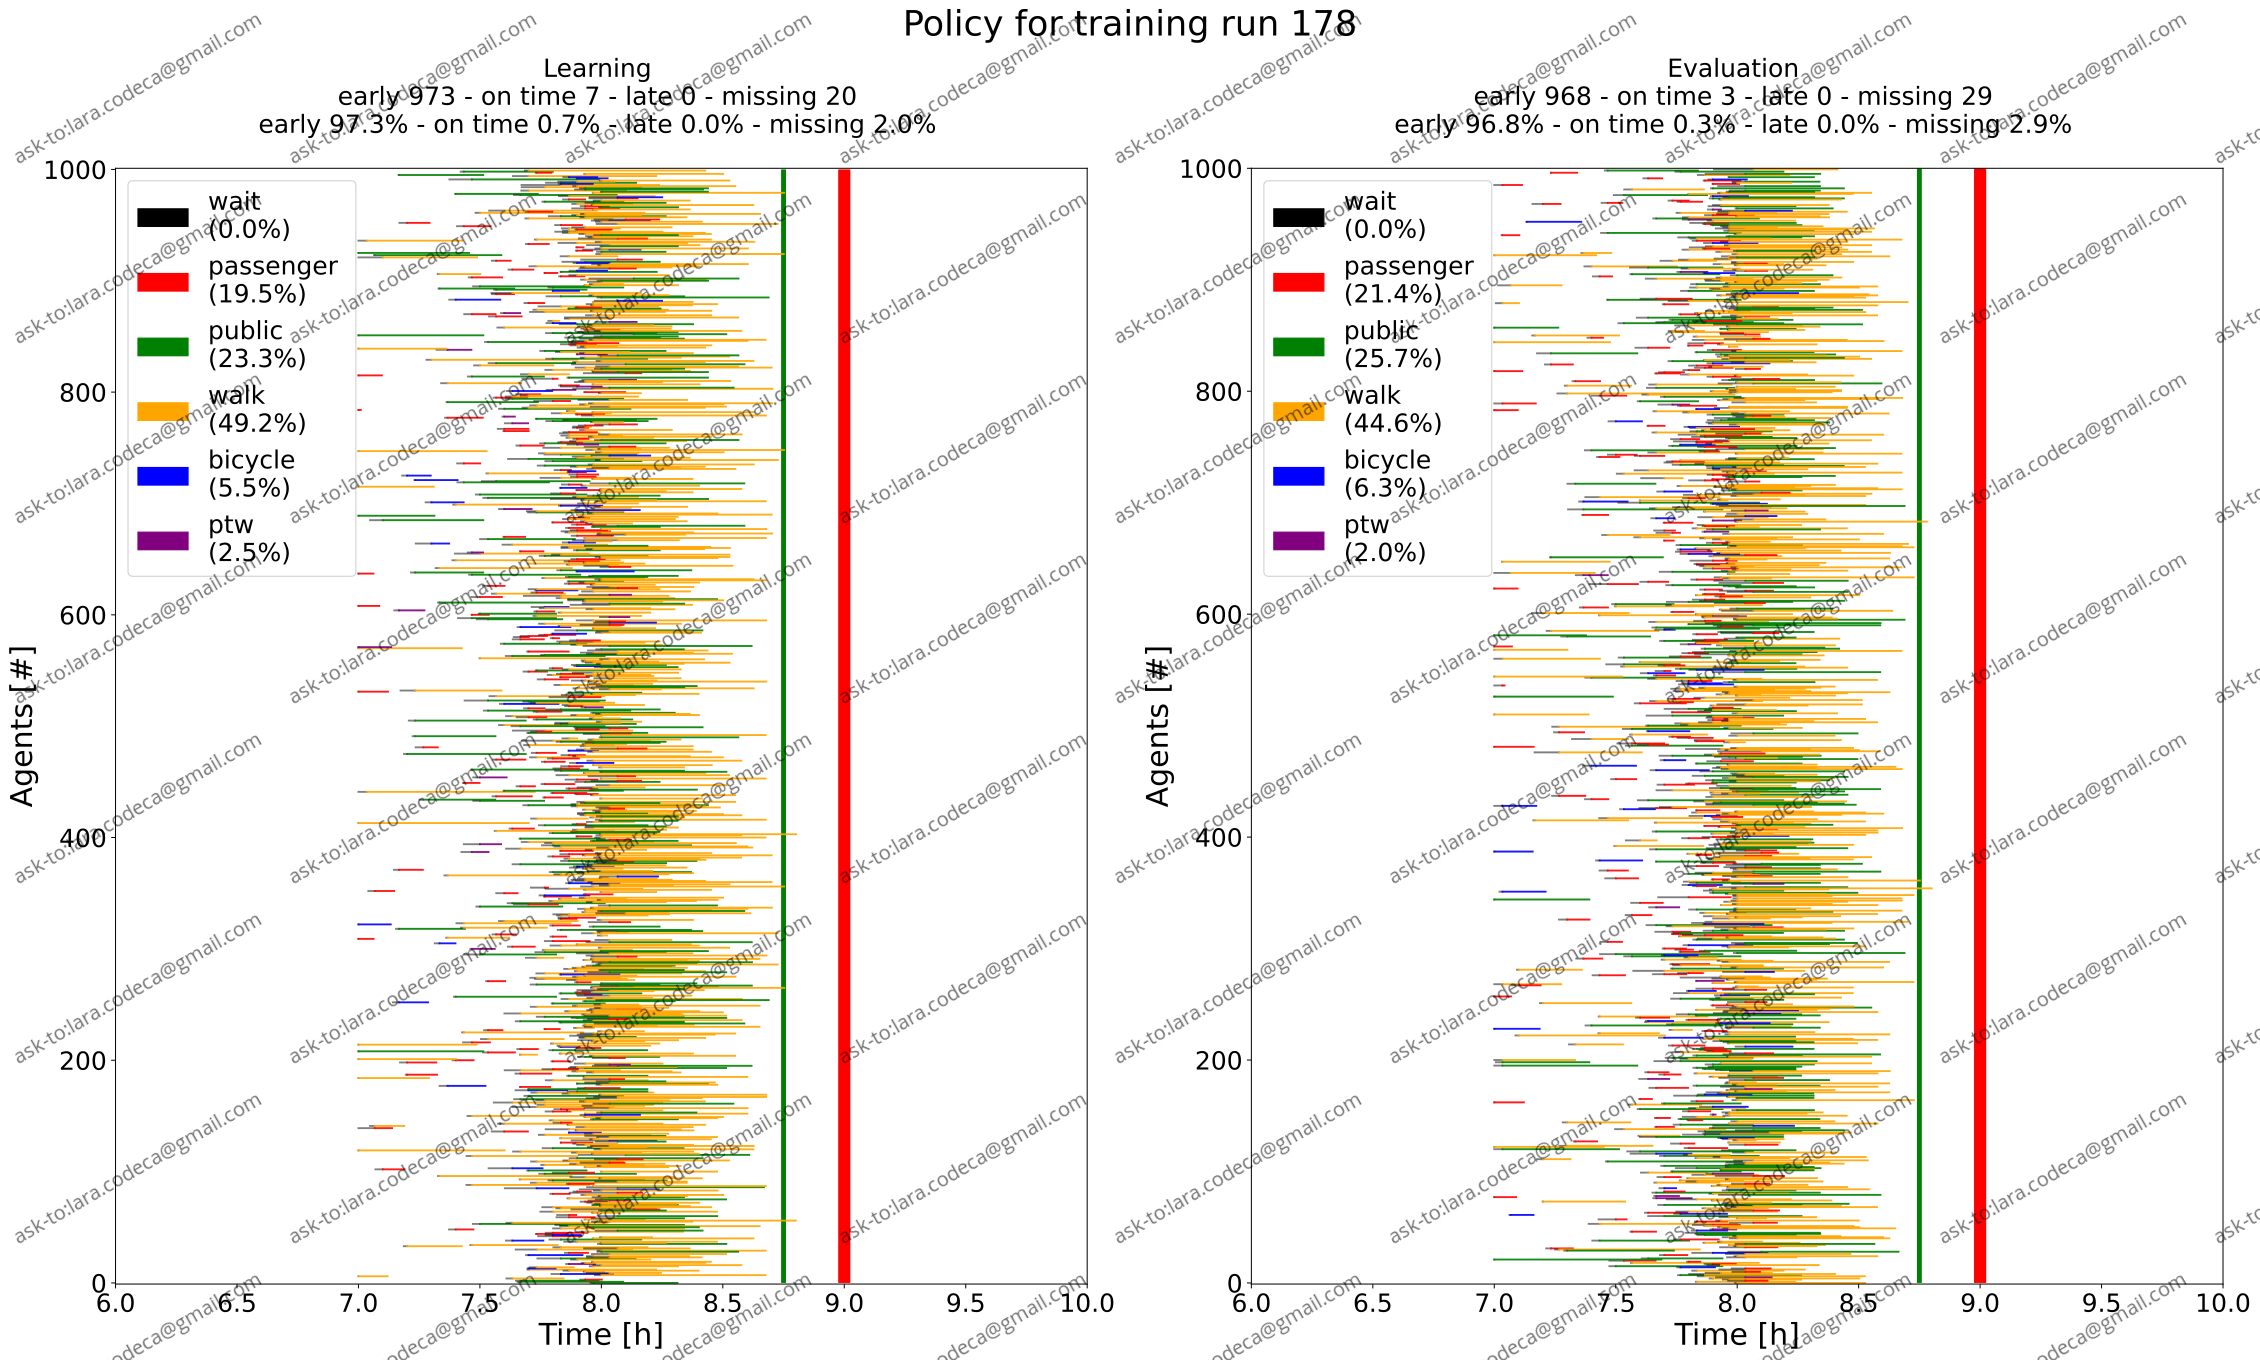 Policy for training run 178
Learning
early 973 - on time 7 - late 0 - missing 20
early 97.3% - on time 0.7% - late 0.0% - missing 2.0%
Evaluation
early 968 - on time 3 - late 0 - missing 29
early 96.8% - on time 0.3% - late 0.0% - missing 2.9%
wait
(0.0%)
passenger
(19.5%)
public
(23.3%)
walk
(49.2%)
bicycle
(5.5%)
ptw
(2.5%)
wait
(0.0%)
passenger
(21.4%)
public
(25.7%)
walk
(44.6%)
bicycle
(6.3%)
ptw
(2.0%)
Agents [#]
1000
800
600
400
200
0
6.0 6.5 7.0 7.5 8.0 8.5 9.0 9.5 10.0
Time [h]
Agents [#]
1000
800
600
400
200
0
6.0 6.5 7.0 7.5 8.0 8.5 9.0 9.5 10.0
Time [h]
ask-to:lara.codeca@gmail.com